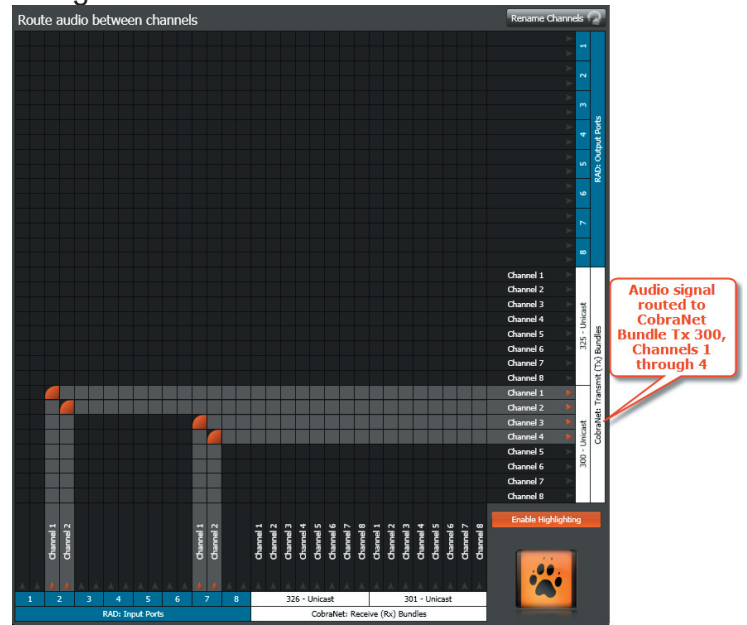 Route audio between channels
Rename Channels
1
2
3
4
5
6
7
8
RAD: Output Ports
Channel 1
Channel 2
Channel 3
Channel 4
Channel 5
Channel 6
Channel 7
Channel 8
325 - Unicast
Channel 1
Channel 2
Channel 3
Channel 4
Channel 5
Channel 6
Channel 7
Channel 8
300 - Unicast
CobraNet: Transmit (Tx) Bundles
Audio signal
routed to
CobraNet
Bundle Tx 300,
Channels 1
through 4
Enable Highlighting
Channel 1
Channel 2
Channel 1
Channel 2
Channel 1
Channel 2
Channel 3
Channel 4
Channel 5
Channel 6
Channel 7
Channel 8
Channel 1
Channel 2
Channel 3
Channel 4
Channel 5
Channel 6
Channel 7
Channel 8
1 2 3 4 5 6 7 8
326 - Unicast
301 - Unicast
RAD: Input Ports
CobraNet: Receive (Rx) Bundles